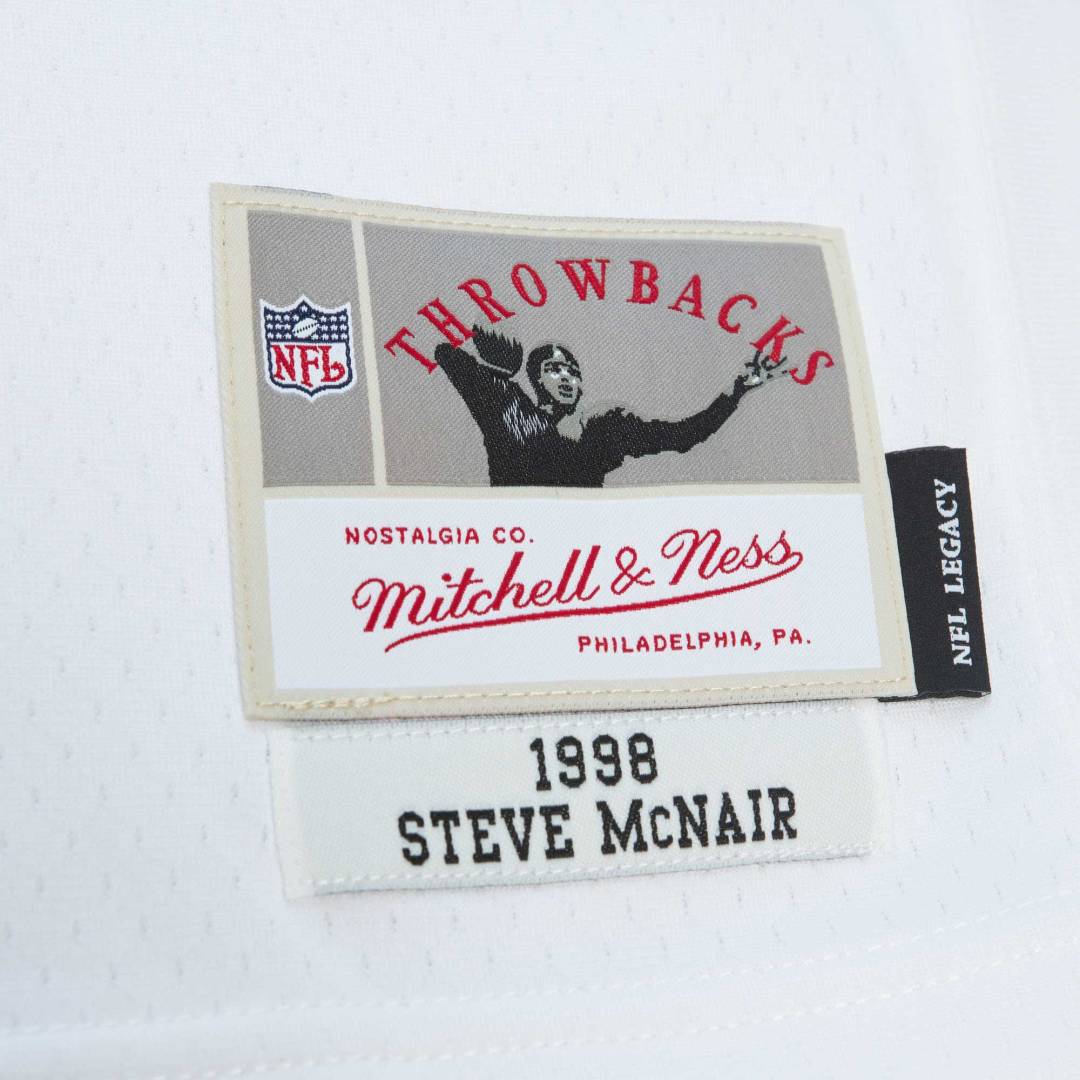 THROWBACKS
NFL
NOSTALGIA CO.
Mitchell & Ness
PHILADELPHIA, PA.
NFL LEGACY
1998
STEVE McNAIR